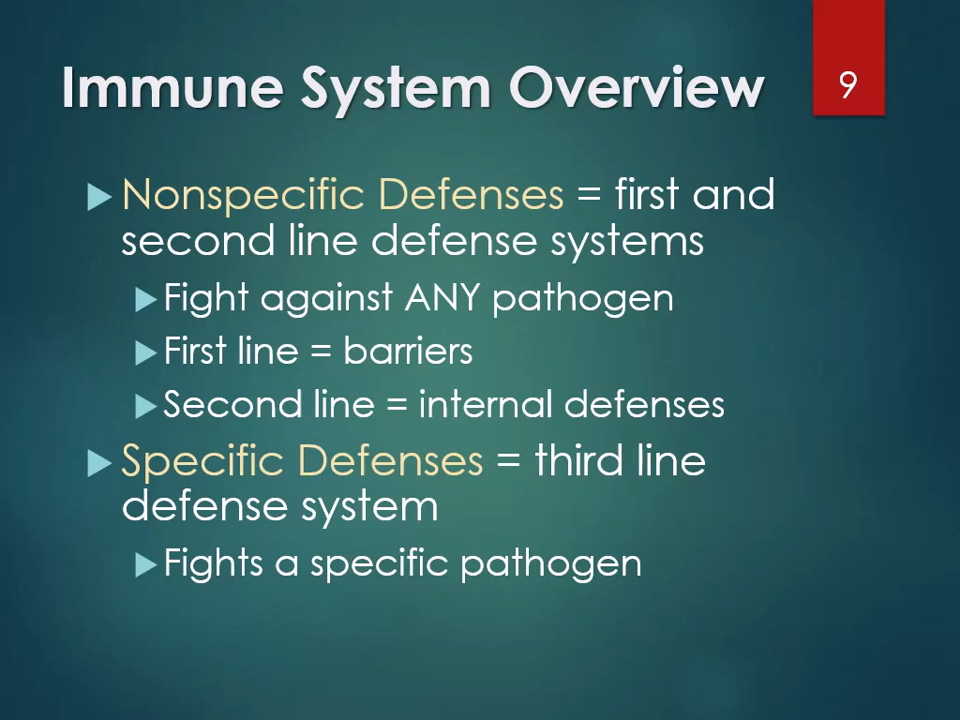 Immune System Overview
9
Nonspecific Defenses = first and
second line defense systems
Fight against ANY pathogen
First line = barriers
Second line = internal defenses
Specific Defenses = third line
defense system
Fights a specific pathogen